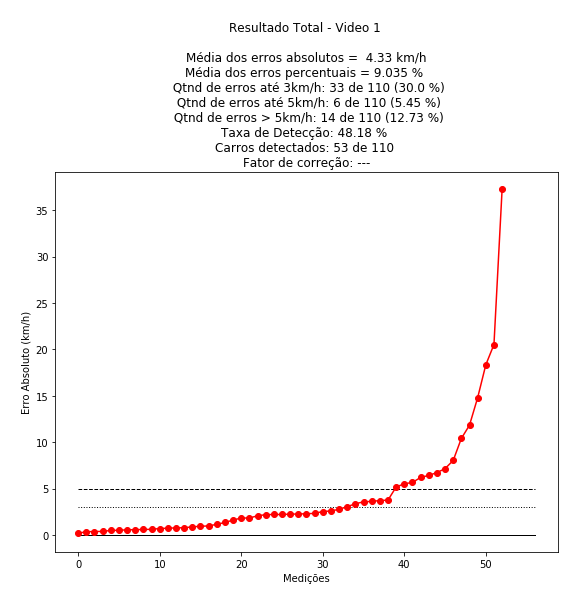 Resultado Total - Video 1
Média dos erros absolutos =  4.33 km/h
Média dos erros percentuais = 9.035 %
Qtnd de erros até 3km/h: 33 de 110 (30.0 %)
Qtnd de erros até 5km/h: 6 de 110 (5.45 %)
Qtnd de erros > 5km/h: 14 de 110 (12.73 %)
Taxa de Detecção: 48.18 %
Carros detectados: 53 de 110
Fator de correção: ---
35
30
25
20
15
10
5
0
Erro Absoluto (km/h)
0 10 20 30 40 50
Medições